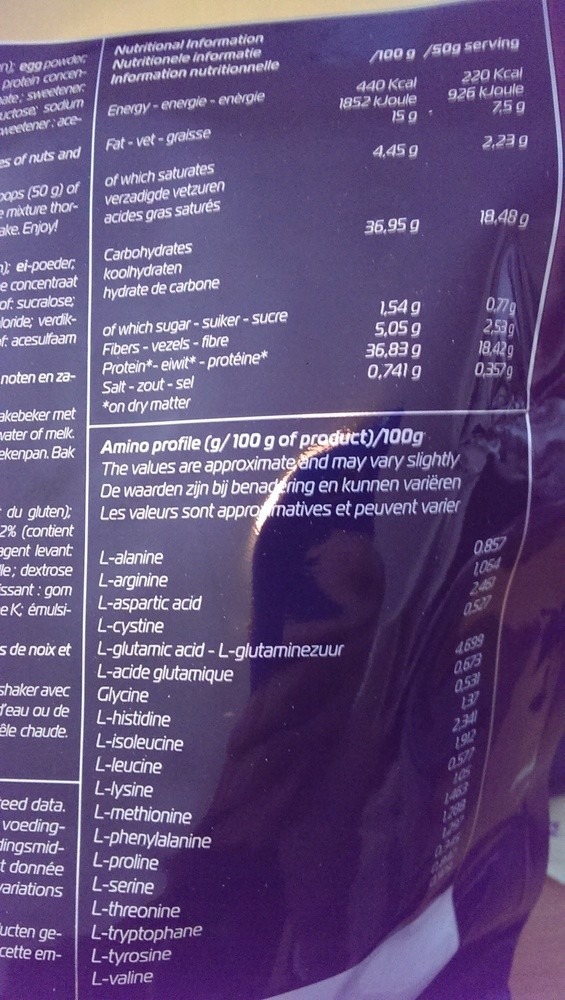 n); egg powder;
protein concen-
ate; sweetener:
uctose; sodium
weetener: ace-
es of nuts and
oops (50 g) of
e mixture thor-
ake. Enjoy!
n); ei-poeder;
e concentraat
of: sucralose;
loride; verdik-
f: acesulfaam
noten en za-
akebeker met
water of melk.
ekenpan. Bak
du gluten);
2% (contient
agent levant:
le; dextrose
issant : gom
e K; émulsi-
s de noix et
shaker avec
d'eau ou de
êle chaude.
teed data.
voeding-
dingsmid-
t donnée
variations
ucten ge-
cette em-
Nutritional Information
Nutritionele informatie
Information nutritionnelle
/100 g /50g serving
Energy - energie - enèrgie 440 Kcal 220 Kcal
1852 kJoule 926 kJoule
Fat - vet - graisse 15 g 7,5 g
of which saturates 4,45 g 2,23 g
verzadigde vetzuren
acides gras saturés
Carbohydrates 36,95 g 18,48 g
koolhydraten
hydrate de carbone
of which sugar - suiker - sucre 1,54 g 0,77g
Fibers - vezels - fibre 5,05 g 2,53g
Protein* - eiwit* - protéine* 36,83 g 18,42g
Salt - zout - sel 0,741 g 0,357g
*on dry matter
Amino profile (g/ 100 g of product)/100g
The values are approximate and may vary slightly
De waarden zijn bij benadering en kunnen variëren
Les valeurs sont approximatives et peuvent varier
L-alanine 0.857
L-arginine 1.064
L-aspartic acid 2.461
L-cystine 0.527
L-glutamic acid - L-glutaminezuur 4.699
L-acide glutamique
Glycine 0.673
L-histidine 0.531
L-isoleucine 1.37
L-leucine 2.341
L-lysine 1.912
L-methionine 0.577
L-phenylalanine 1.05
L-proline 1.463
L-serine
L-threonine
L-tryptophane
L-tyrosine
L-valine